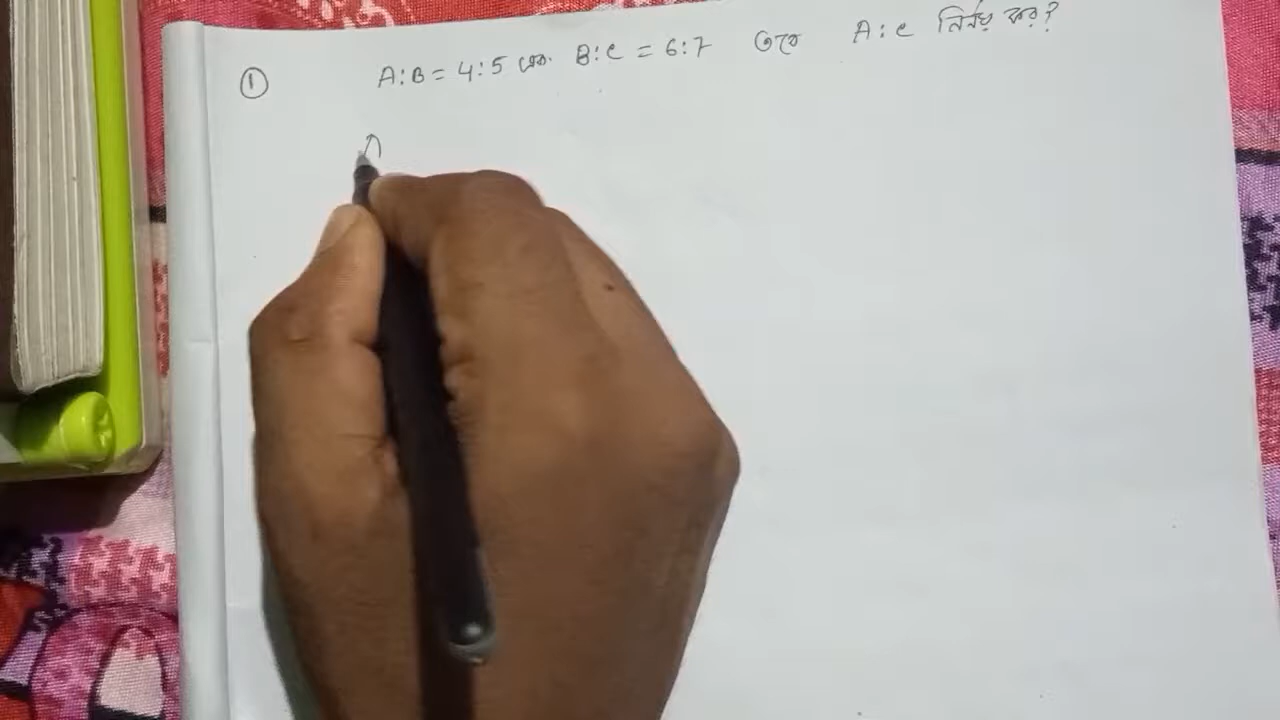 ① A:B = 4:5 এবং B:C = 6:7 তবে A:C নির্ণয় কর?
A